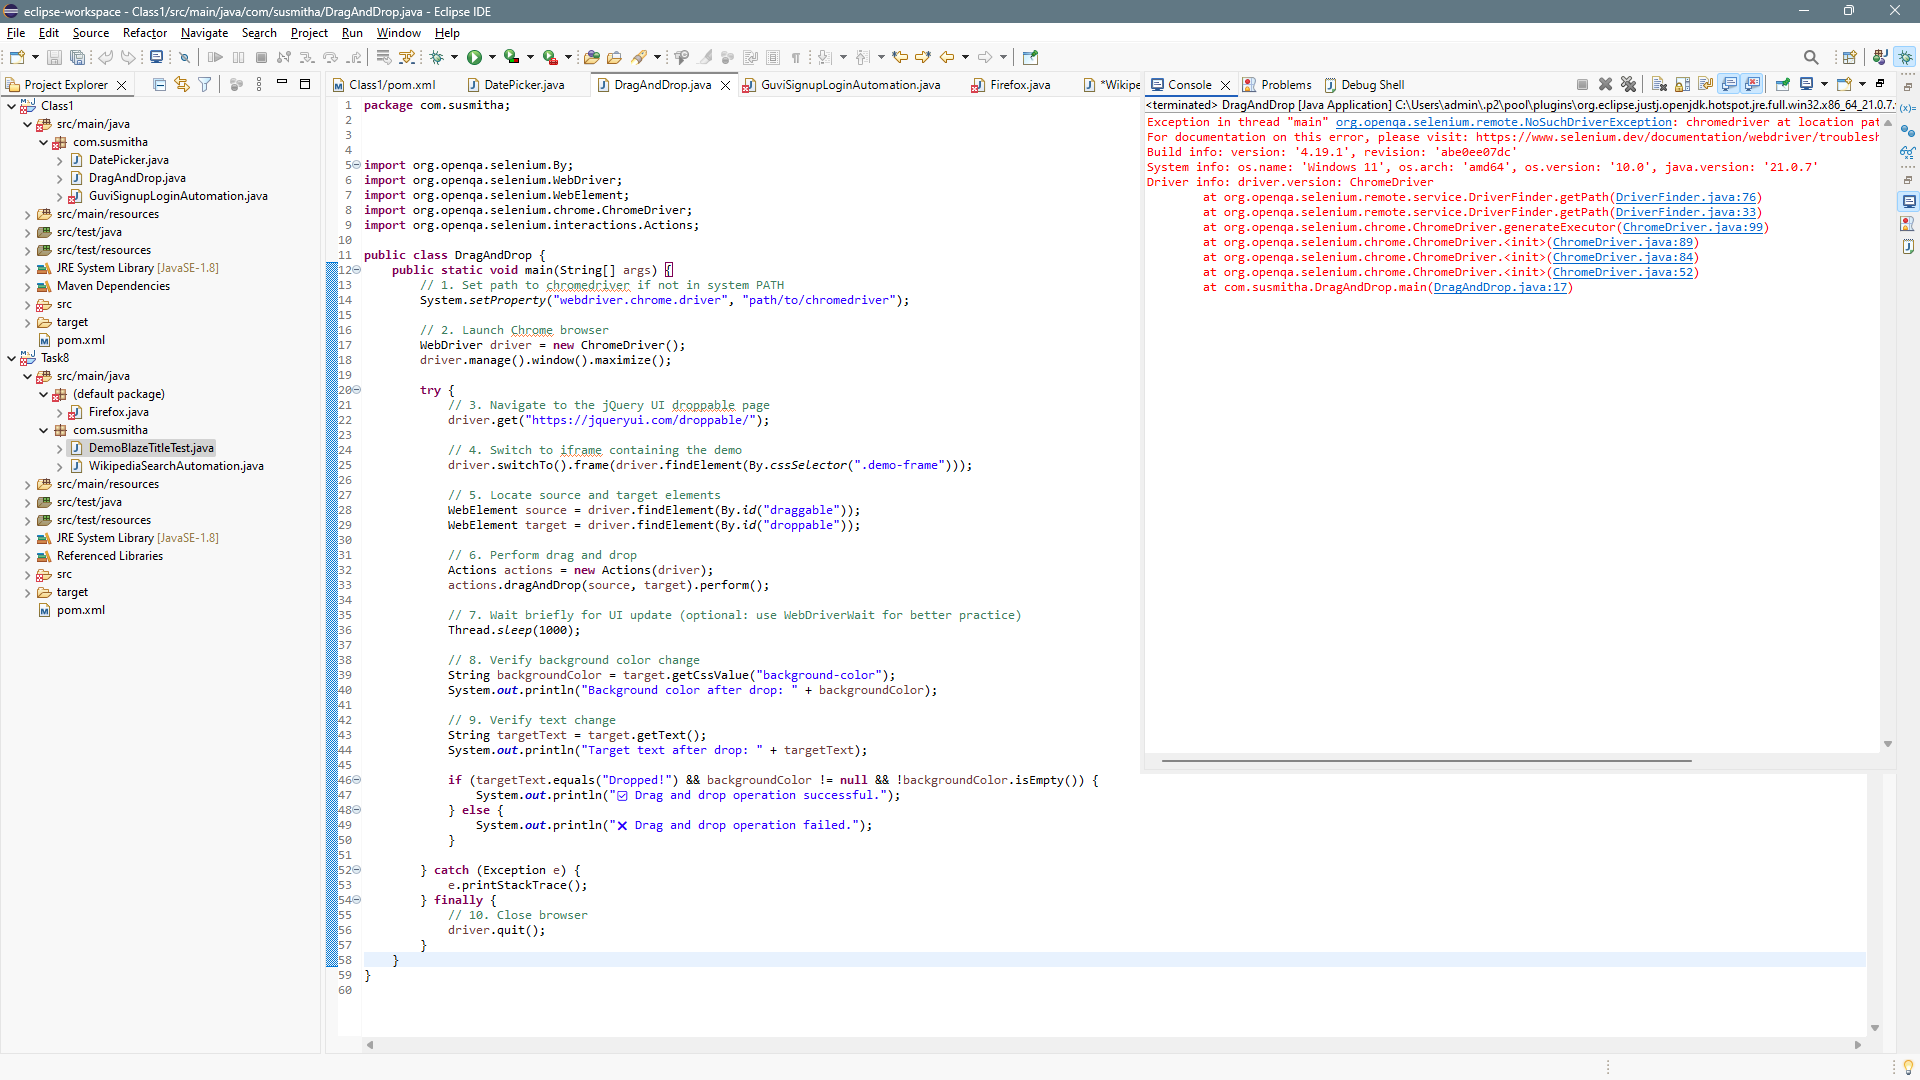 eclipse-workspace - Class1/src/main/java/com/susmitha/DragAndDrop.java - Eclipse IDE
File Edit Source Refactor Navigate Search Project Run Window Help
Project Explorer
Class1
src/main/java
com.susmitha
DatePicker.java
DragAndDrop.java
GuviSignupLoginAutomation.java
src/main/resources
src/test/java
src/test/resources
JRE System Library [JavaSE-1.8]
Maven Dependencies
src
target
pom.xml
Task8
src/main/java
(default package)
Firefox.java
com.susmitha
DemoBlazeTitleTest.java
WikipediaSearchAutomation.java
src/main/resources
src/test/java
src/test/resources
JRE System Library [JavaSE-1.8]
Referenced Libraries
src
target
pom.xml
Class1/pom.xml DatePicker.java DragAndDrop.java GuviSignupLoginAutomation.java Firefox.java *Wikipe
1 package com.susmitha;
2
3
4
5 import org.openqa.selenium.By;
6 import org.openqa.selenium.WebDriver;
7 import org.openqa.selenium.WebElement;
8 import org.openqa.selenium.chrome.ChromeDriver;
9 import org.openqa.selenium.interactions.Actions;
10
11 public class DragAndDrop {
12 public static void main(String[] args) {
13 // 1. Set path to chromedriver if not in system PATH
14 System.setProperty("webdriver.chrome.driver", "path/to/chromedriver");
15
16 // 2. Launch Chrome browser
17 WebDriver driver = new ChromeDriver();
18 driver.manage().window().maximize();
19
20 try {
21 // 3. Navigate to the jQuery UI droppable page
22 driver.get("https://jqueryui.com/droppable/");
23
24 // 4. Switch to iframe containing the demo
25 driver.switchTo().frame(driver.findElement(By.cssSelector(".demo-frame")));
26
27 // 5. Locate source and target elements
28 WebElement source = driver.findElement(By.id("draggable"));
29 WebElement target = driver.findElement(By.id("droppable"));
30
31 // 6. Perform drag and drop
32 Actions actions = new Actions(driver);
33 actions.dragAndDrop(source, target).perform();
34
35 // 7. Wait briefly for UI update (optional: use WebDriverWait for better practice)
36 Thread.sleep(1000);
37
38 // 8. Verify background color change
39 String backgroundColor = target.getCssValue("background-color");
40 System.out.println("Background color after drop: " + backgroundColor);
41
42 // 9. Verify text change
43 String targetText = target.getText();
44 System.out.println("Target text after drop: " + targetText);
45
46 if (targetText.equals("Dropped!") && backgroundColor != null && !backgroundColor.isEmpty()) {
47 System.out.println("☑ Drag and drop operation successful.");
48 } else {
49 System.out.println("❌ Drag and drop operation failed.");
50 }
51
52 } catch (Exception e) {
53 e.printStackTrace();
54 } finally {
55 // 10. Close browser
56 driver.quit();
57 }
58 }
59 }
60
Console Problems Debug Shell
<terminated> DragAndDrop [Java Application] C:\Users\admin\.p2\pool\plugins\org.eclipse.justj.openjdk.hotspot.jre.full.win32.x86_64_21.0.7.
Exception in thread "main" org.openqa.selenium.remote.NoSuchDriverException: chromedriver at location pat
For documentation on this error, please visit: https://www.selenium.dev/documentation/webdriver/troublesh
Build info: version: '4.19.1', revision: 'abe0ee07dc'
System info: os.name: 'Windows 11', os.arch: 'amd64', os.version: '10.0', java.version: '21.0.7'
Driver info: driver.version: ChromeDriver
at org.openqa.selenium.remote.service.DriverFinder.getPath(DriverFinder.java:76)
at org.openqa.selenium.remote.service.DriverFinder.getPath(DriverFinder.java:33)
at org.openqa.selenium.chrome.ChromeDriver.generateExecutor(ChromeDriver.java:99)
at org.openqa.selenium.chrome.ChromeDriver.<init>(ChromeDriver.java:89)
at org.openqa.selenium.chrome.ChromeDriver.<init>(ChromeDriver.java:84)
at org.openqa.selenium.chrome.ChromeDriver.<init>(ChromeDriver.java:52)
at com.susmitha.DragAndDrop.main(DragAndDrop.java:17)